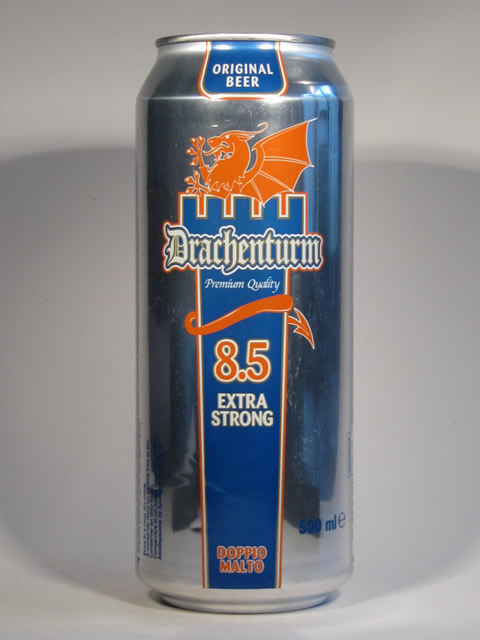 ORIGINAL
BEER
Drachenturm
Premium Quality
8.5
EXTRA
STRONG
500 ml e
DOPPIO
MALTO